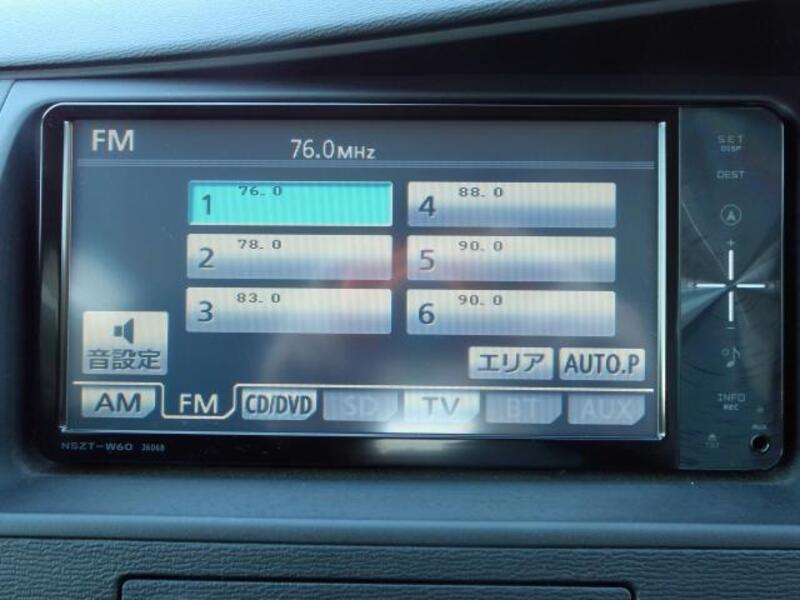 FM
76.0MHz
1 76.0
4 88.0
2 78.0
5 90.0
3 83.0
6 90.0
音設定
エリア
AUTO.P
AM
FM
CD/DVD
SD
TV
BT
AUX
NSZT-W60 J6068
SET
DISP
DEST
A
+
−
♪
INFO
REC
AUX